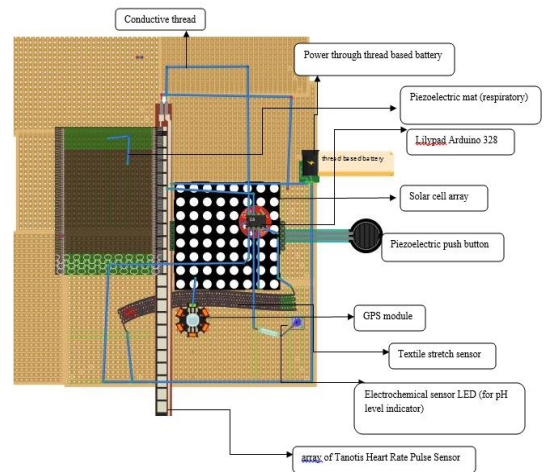 Conductive thread
Power through thread based battery
Piezoelectric mat (respiratory)
Lilypad Arduino 328
thread based battery
Solar cell array
Piezoelectric push button
GPS module
Textile stretch sensor
Electrochemical sensor LED (for pH
level indicator)
array of Tanotis Heart Rate Pulse Sensor